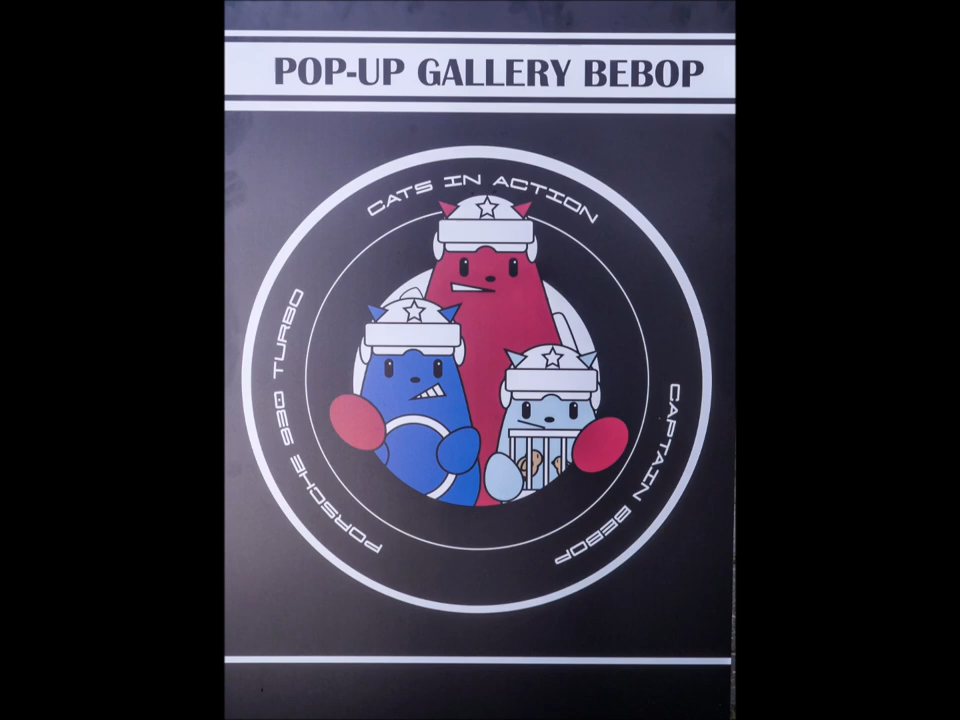 POP-UP GALLERY BEBOP
CATS IN ACTION
PORSCHE 930 TURBO
CAPTAIN BEBOP